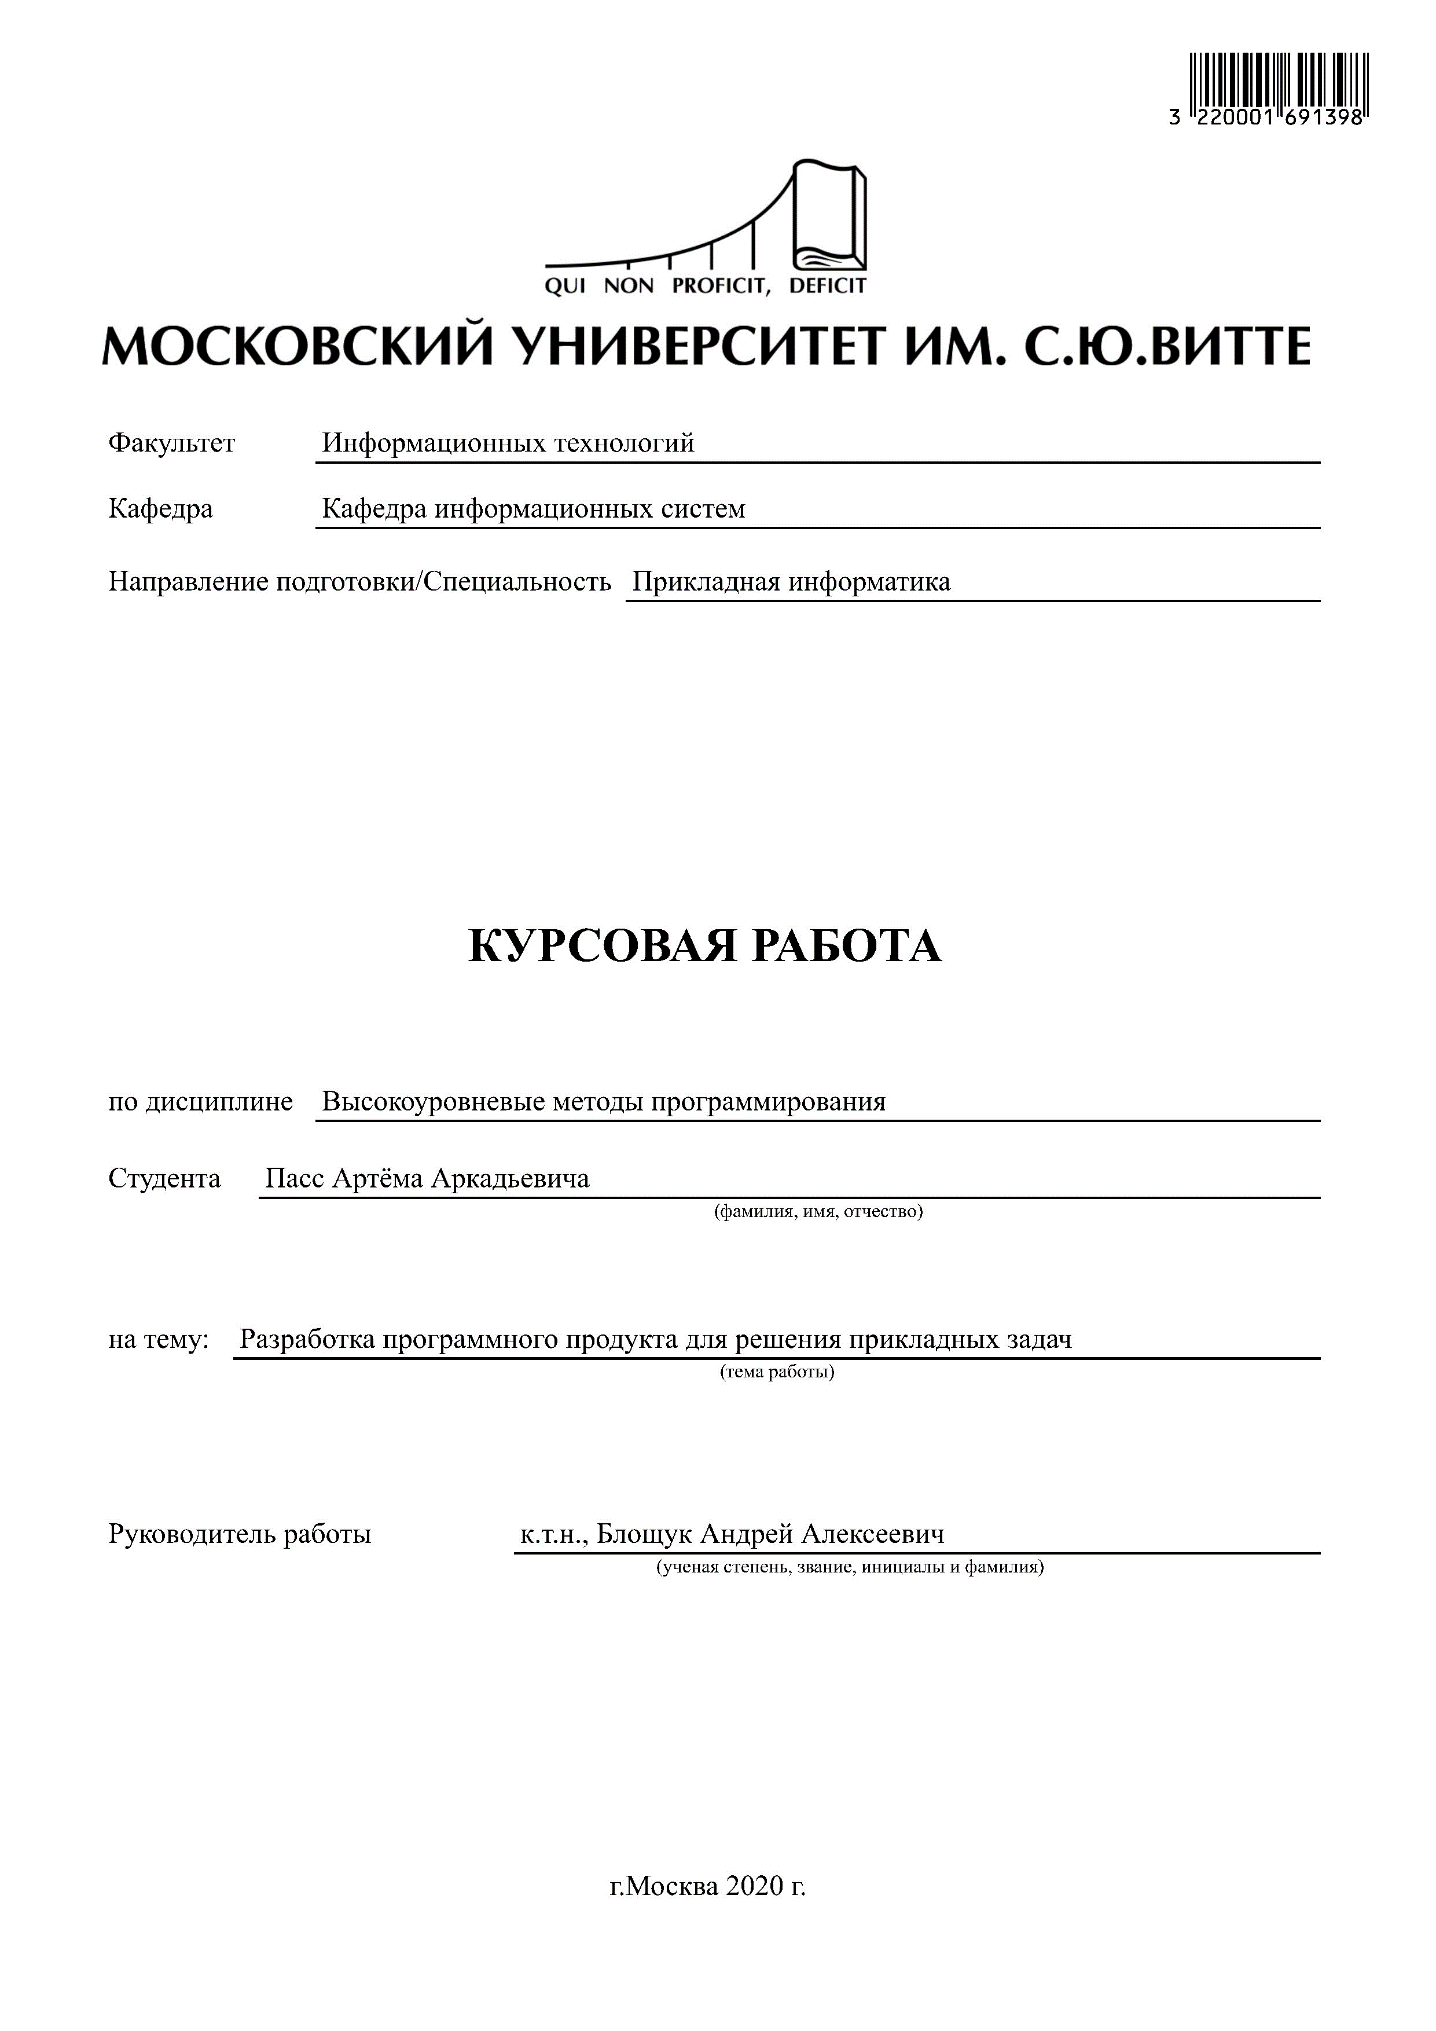 3 220001 691398
QUI NON PROFICIT, DEFICIT
МОСКОВСКИЙ УНИВЕРСИТЕТ ИМ. С.Ю.ВИТТЕ
Факультет Информационных технологий
Кафедра Кафедра информационных систем
Направление подготовки/Специальность Прикладная информатика
КУРСОВАЯ РАБОТА
по дисциплине Высокоуровневые методы программирования
Студента Пасс Артёма Аркадьевича
(фамилия, имя, отчество)
на тему: Разработка программного продукта для решения прикладных задач
(тема работы)
Руководитель работы к.т.н., Блощук Андрей Алексеевич
(ученая степень, звание, инициалы и фамилия)
г.Москва 2020 г.